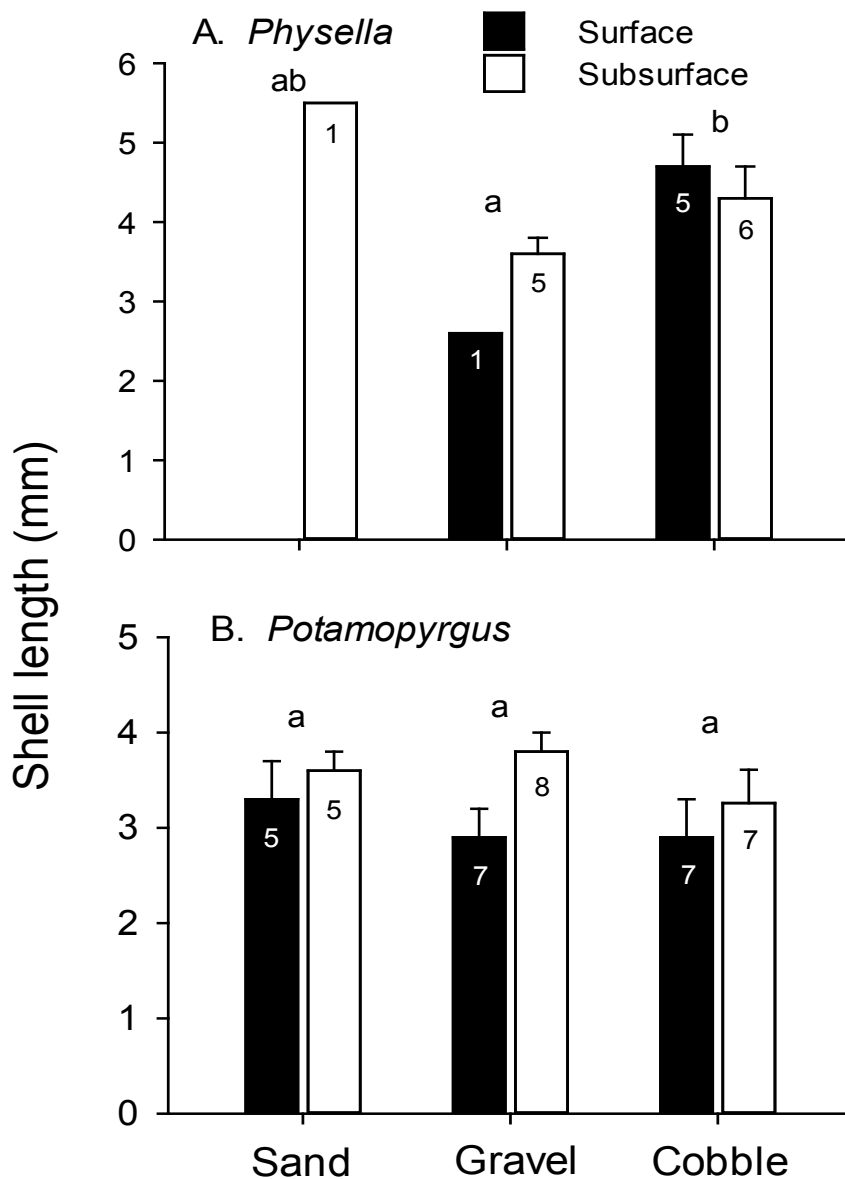 A. Physella
Surface
Subsurface
6
5
4
3
2
1
0
ab
1
a
1
5
b
5
6
Shell length (mm)
B. Potamopyrgus
5
4
3
2
1
0
a
5
5
a
7
8
a
7
7
Sand
Gravel
Cobble